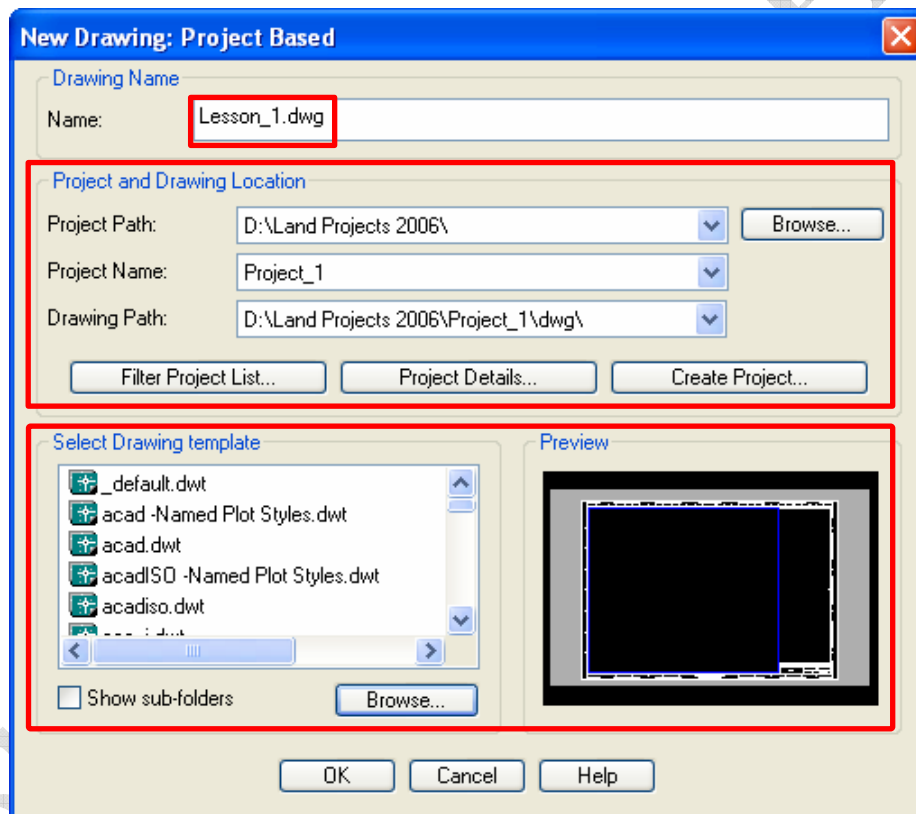 New Drawing: Project Based
Drawing Name
Name: Lesson_1.dwg
Project and Drawing Location
Project Path: D:\Land Projects 2006\ Browse...
Project Name: Project_1
Drawing Path: D:\Land Projects 2006\Project_1\dwg\
Filter Project List... Project Details... Create Project...
Select Drawing template Preview
_default.dwt
acad -Named Plot Styles.dwt
acad.dwt
acadISO -Named Plot Styles.dwt
acadiso.dwt
Show sub-folders Browse...
OK Cancel Help